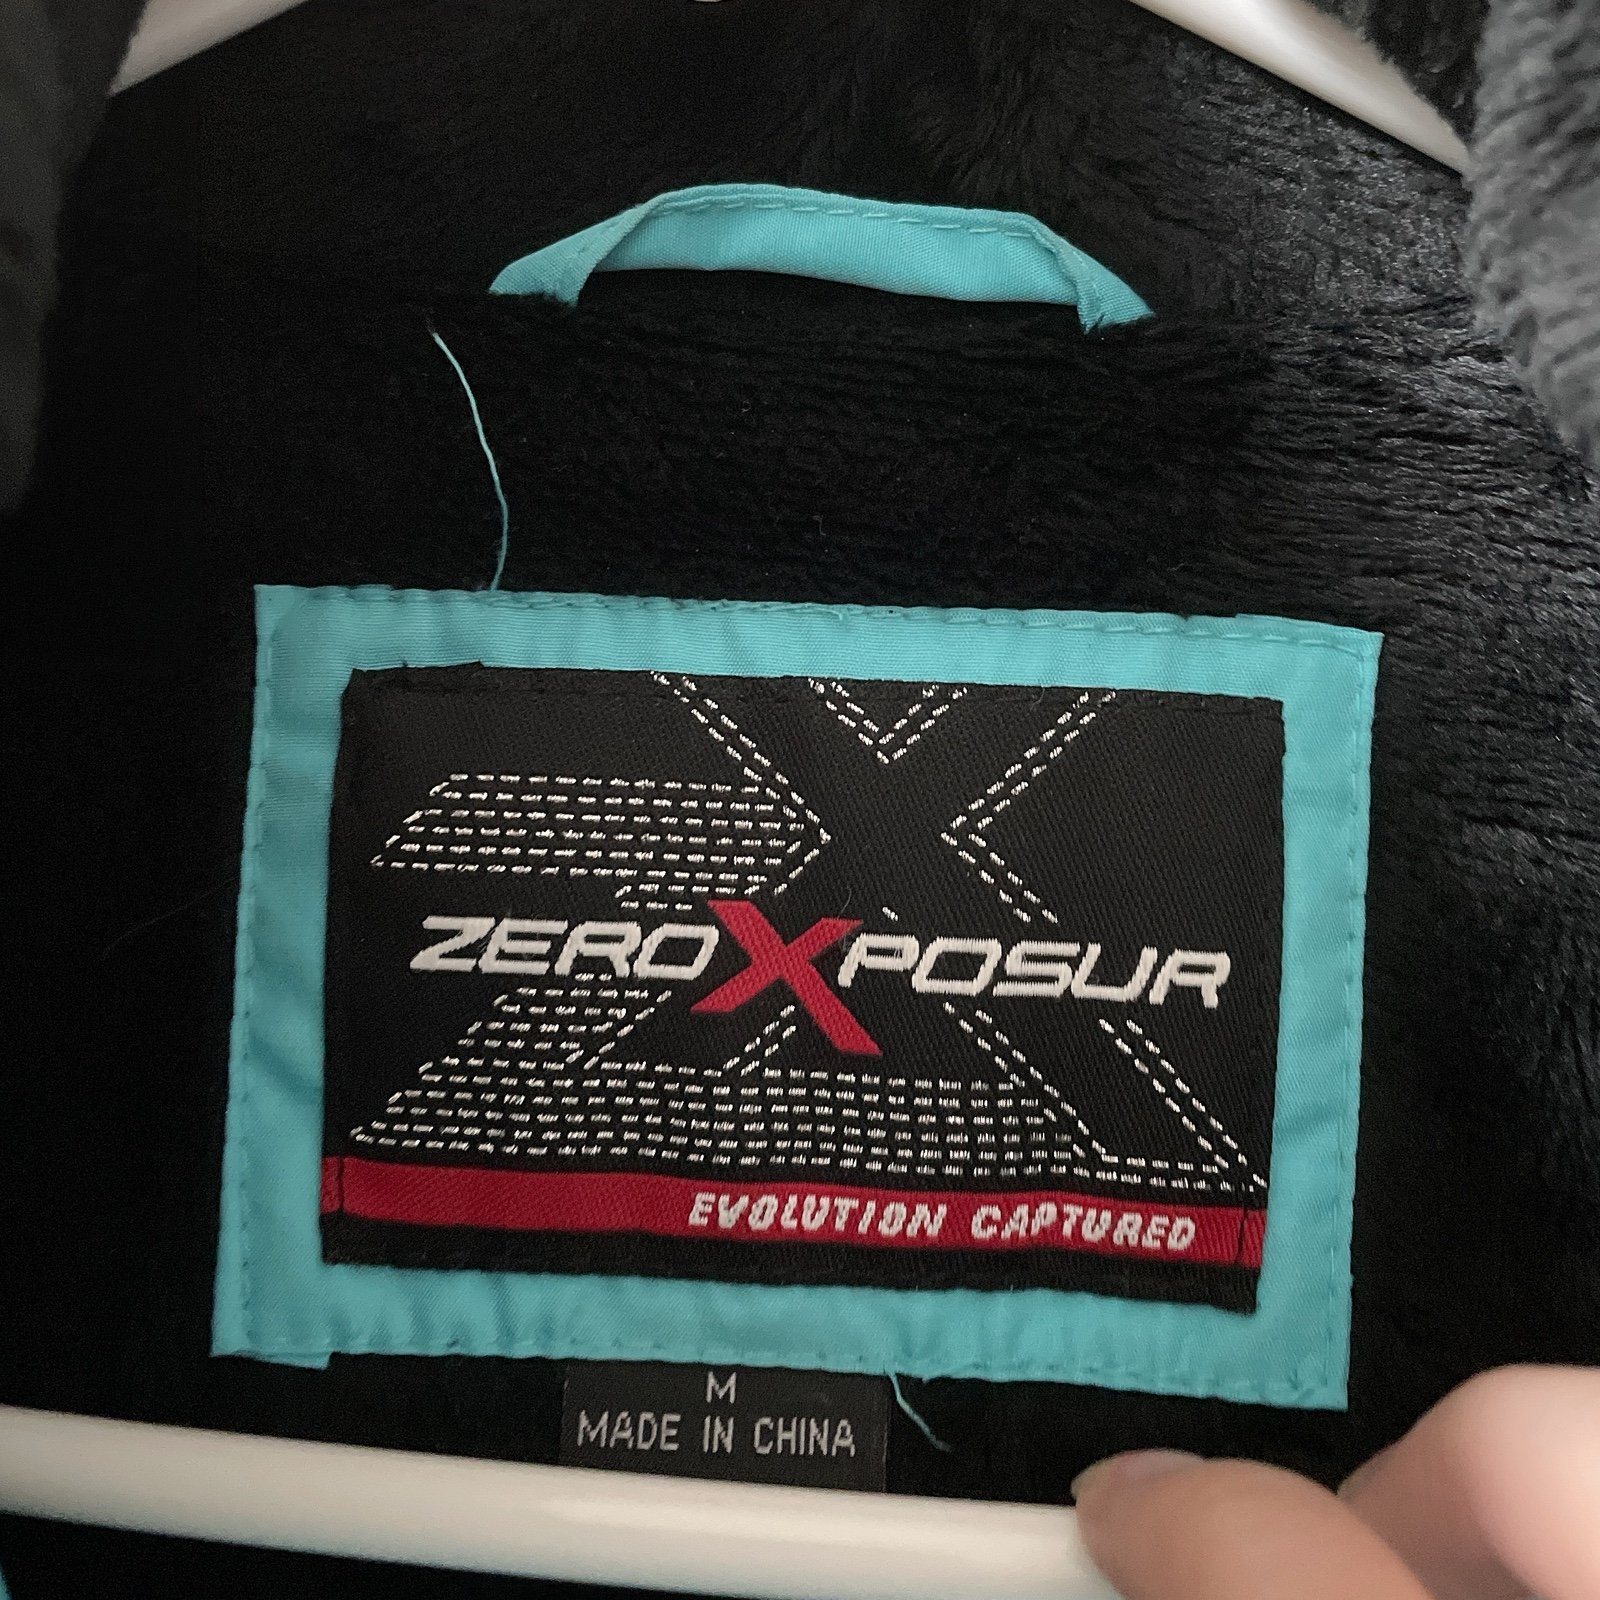 ZEROXPOSUR
EVOLUTION CAPTURED
M
MADE IN CHINA